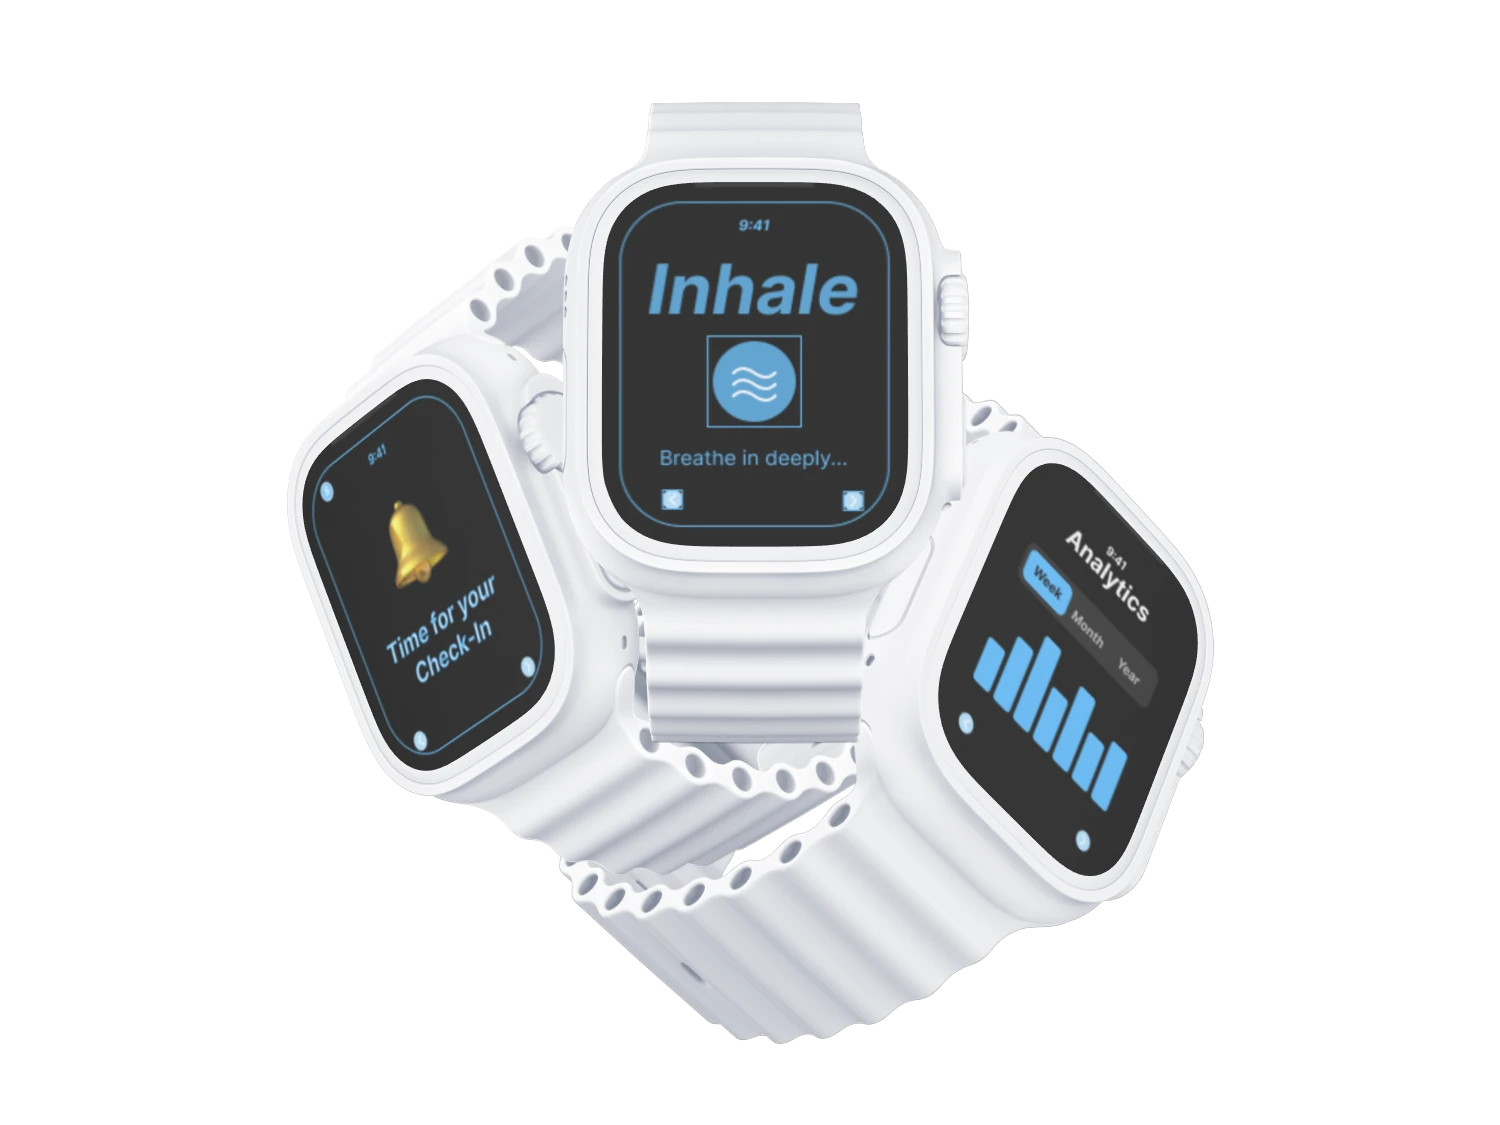 9:41
Inhale
Breathe in deeply...
9:41
Time for your
Check-In
9:41
Analytics
Week
Month
Year